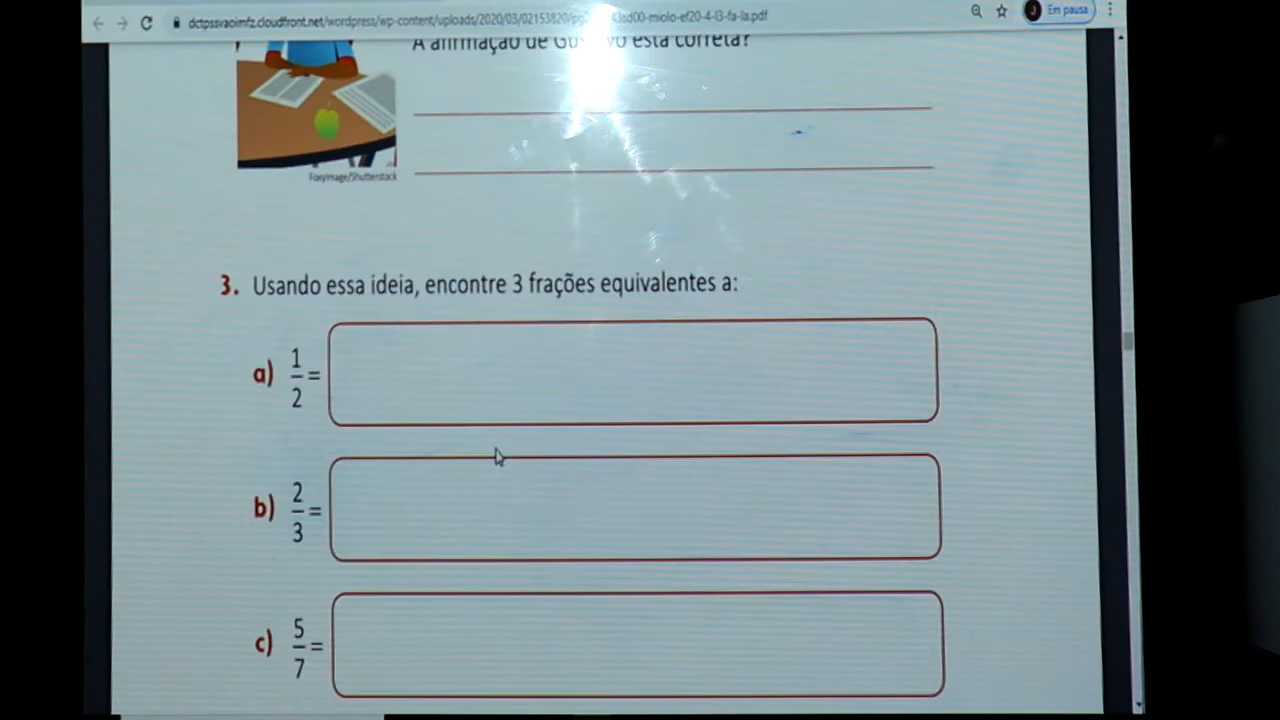 Em pausa
A afirmação de Gustavo está correta?
FoxyImage/Shutterstock
3. Usando essa ideia, encontre 3 frações equivalentes a:
a) 1/2 =
b) 2/3 =
c) 5/7 =